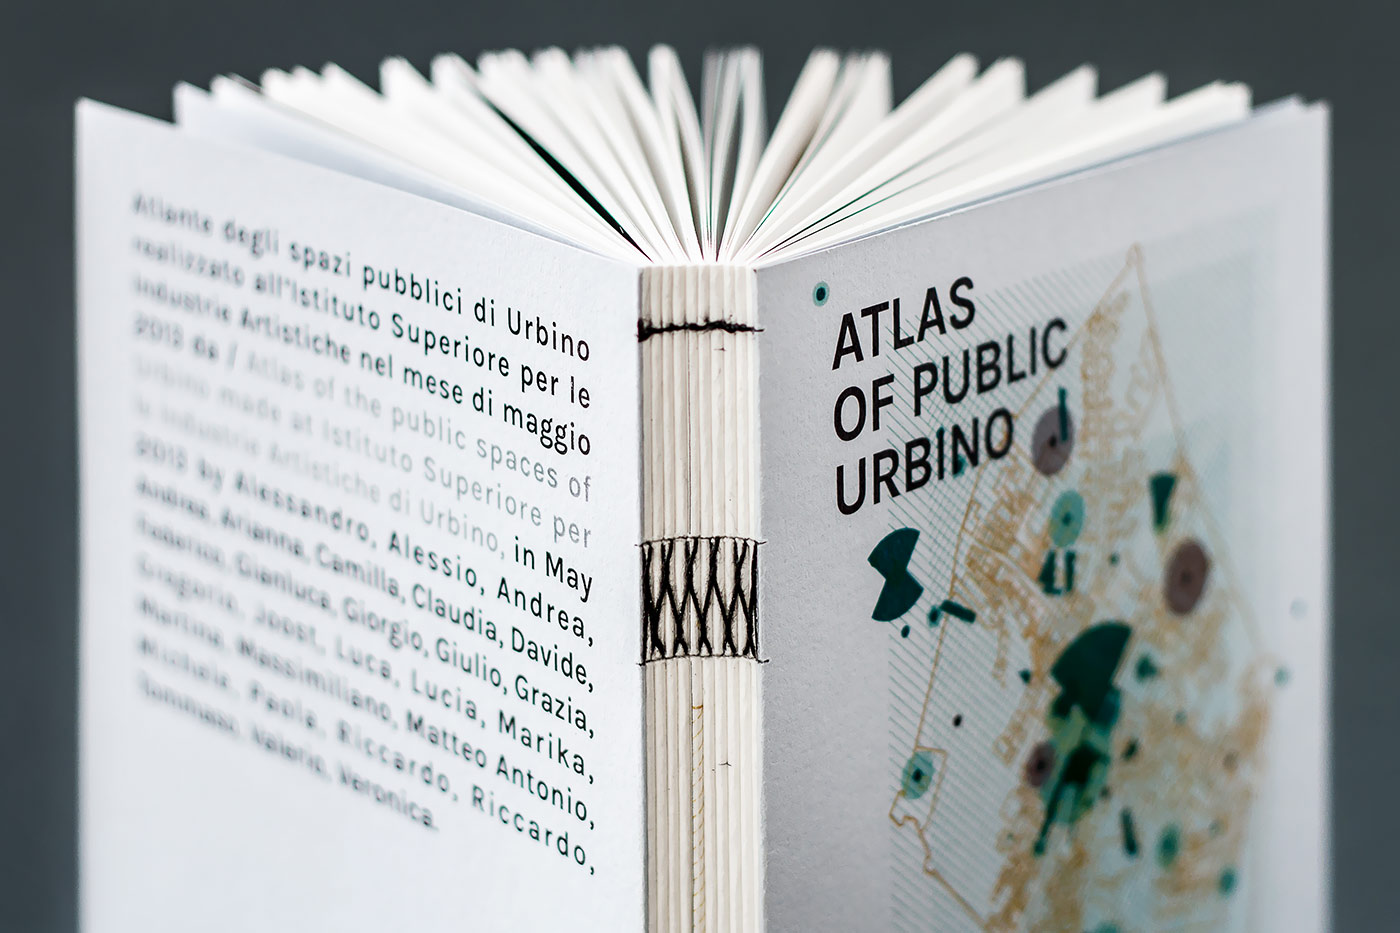 Atlante degli spazi pubblici di Urbino
realizzato all'Istituto Superiore per le
Industrie Artistiche nel mese di maggio
2013 da / Atlas of the public spaces of
Urbino made at Istituto Superiore per
le Industrie Artistiche di Urbino, in May
2013 by Alessandro, Alessio, Andrea,
Andrea, Arianna, Camilla, Claudia, Davide,
Federica, Gianluca, Giorgio, Giulio, Grazia,
Gregorio, Joost, Luca, Lucia, Marika,
Martina, Massimiliano, Matteo Antonio,
Michele, Paola, Riccardo, Riccardo,
Tommaso, Valerio, Veronica.
ATLAS
OF PUBLIC
URBINO